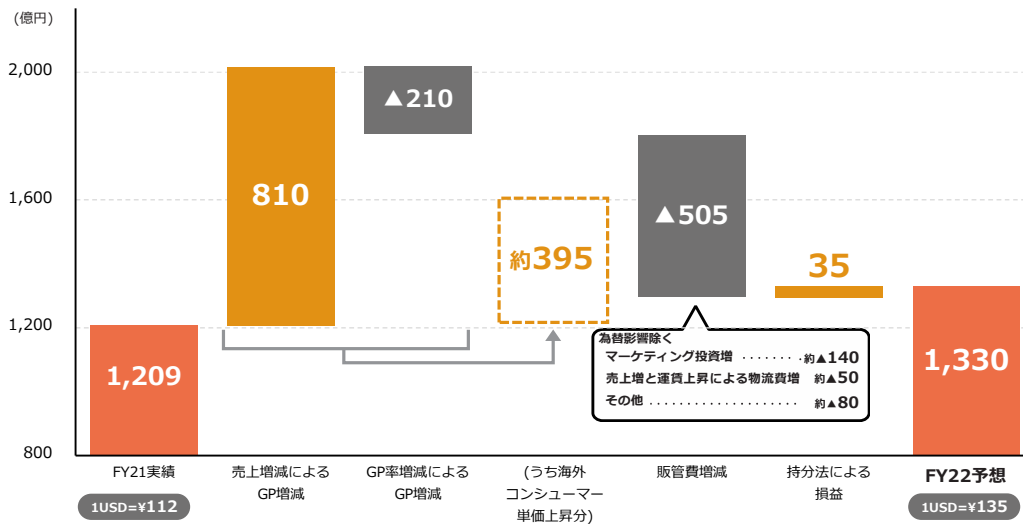 (億円)
2,000
1,600
1,200
800
1,209
810
▲210
約395
▲505
35
1,330
為替影響除く
マーケティング投資増 ........ 約▲140
売上増と運賃上昇による物流費増 約▲50
その他 .................... 約▲80
FY21実績
1USD=¥112
売上増減による
GP増減
GP率増減による
GP増減
(うち海外
コンシューマー
単価上昇分)
販管費増減
持分法による
損益
FY22予想
1USD=¥135